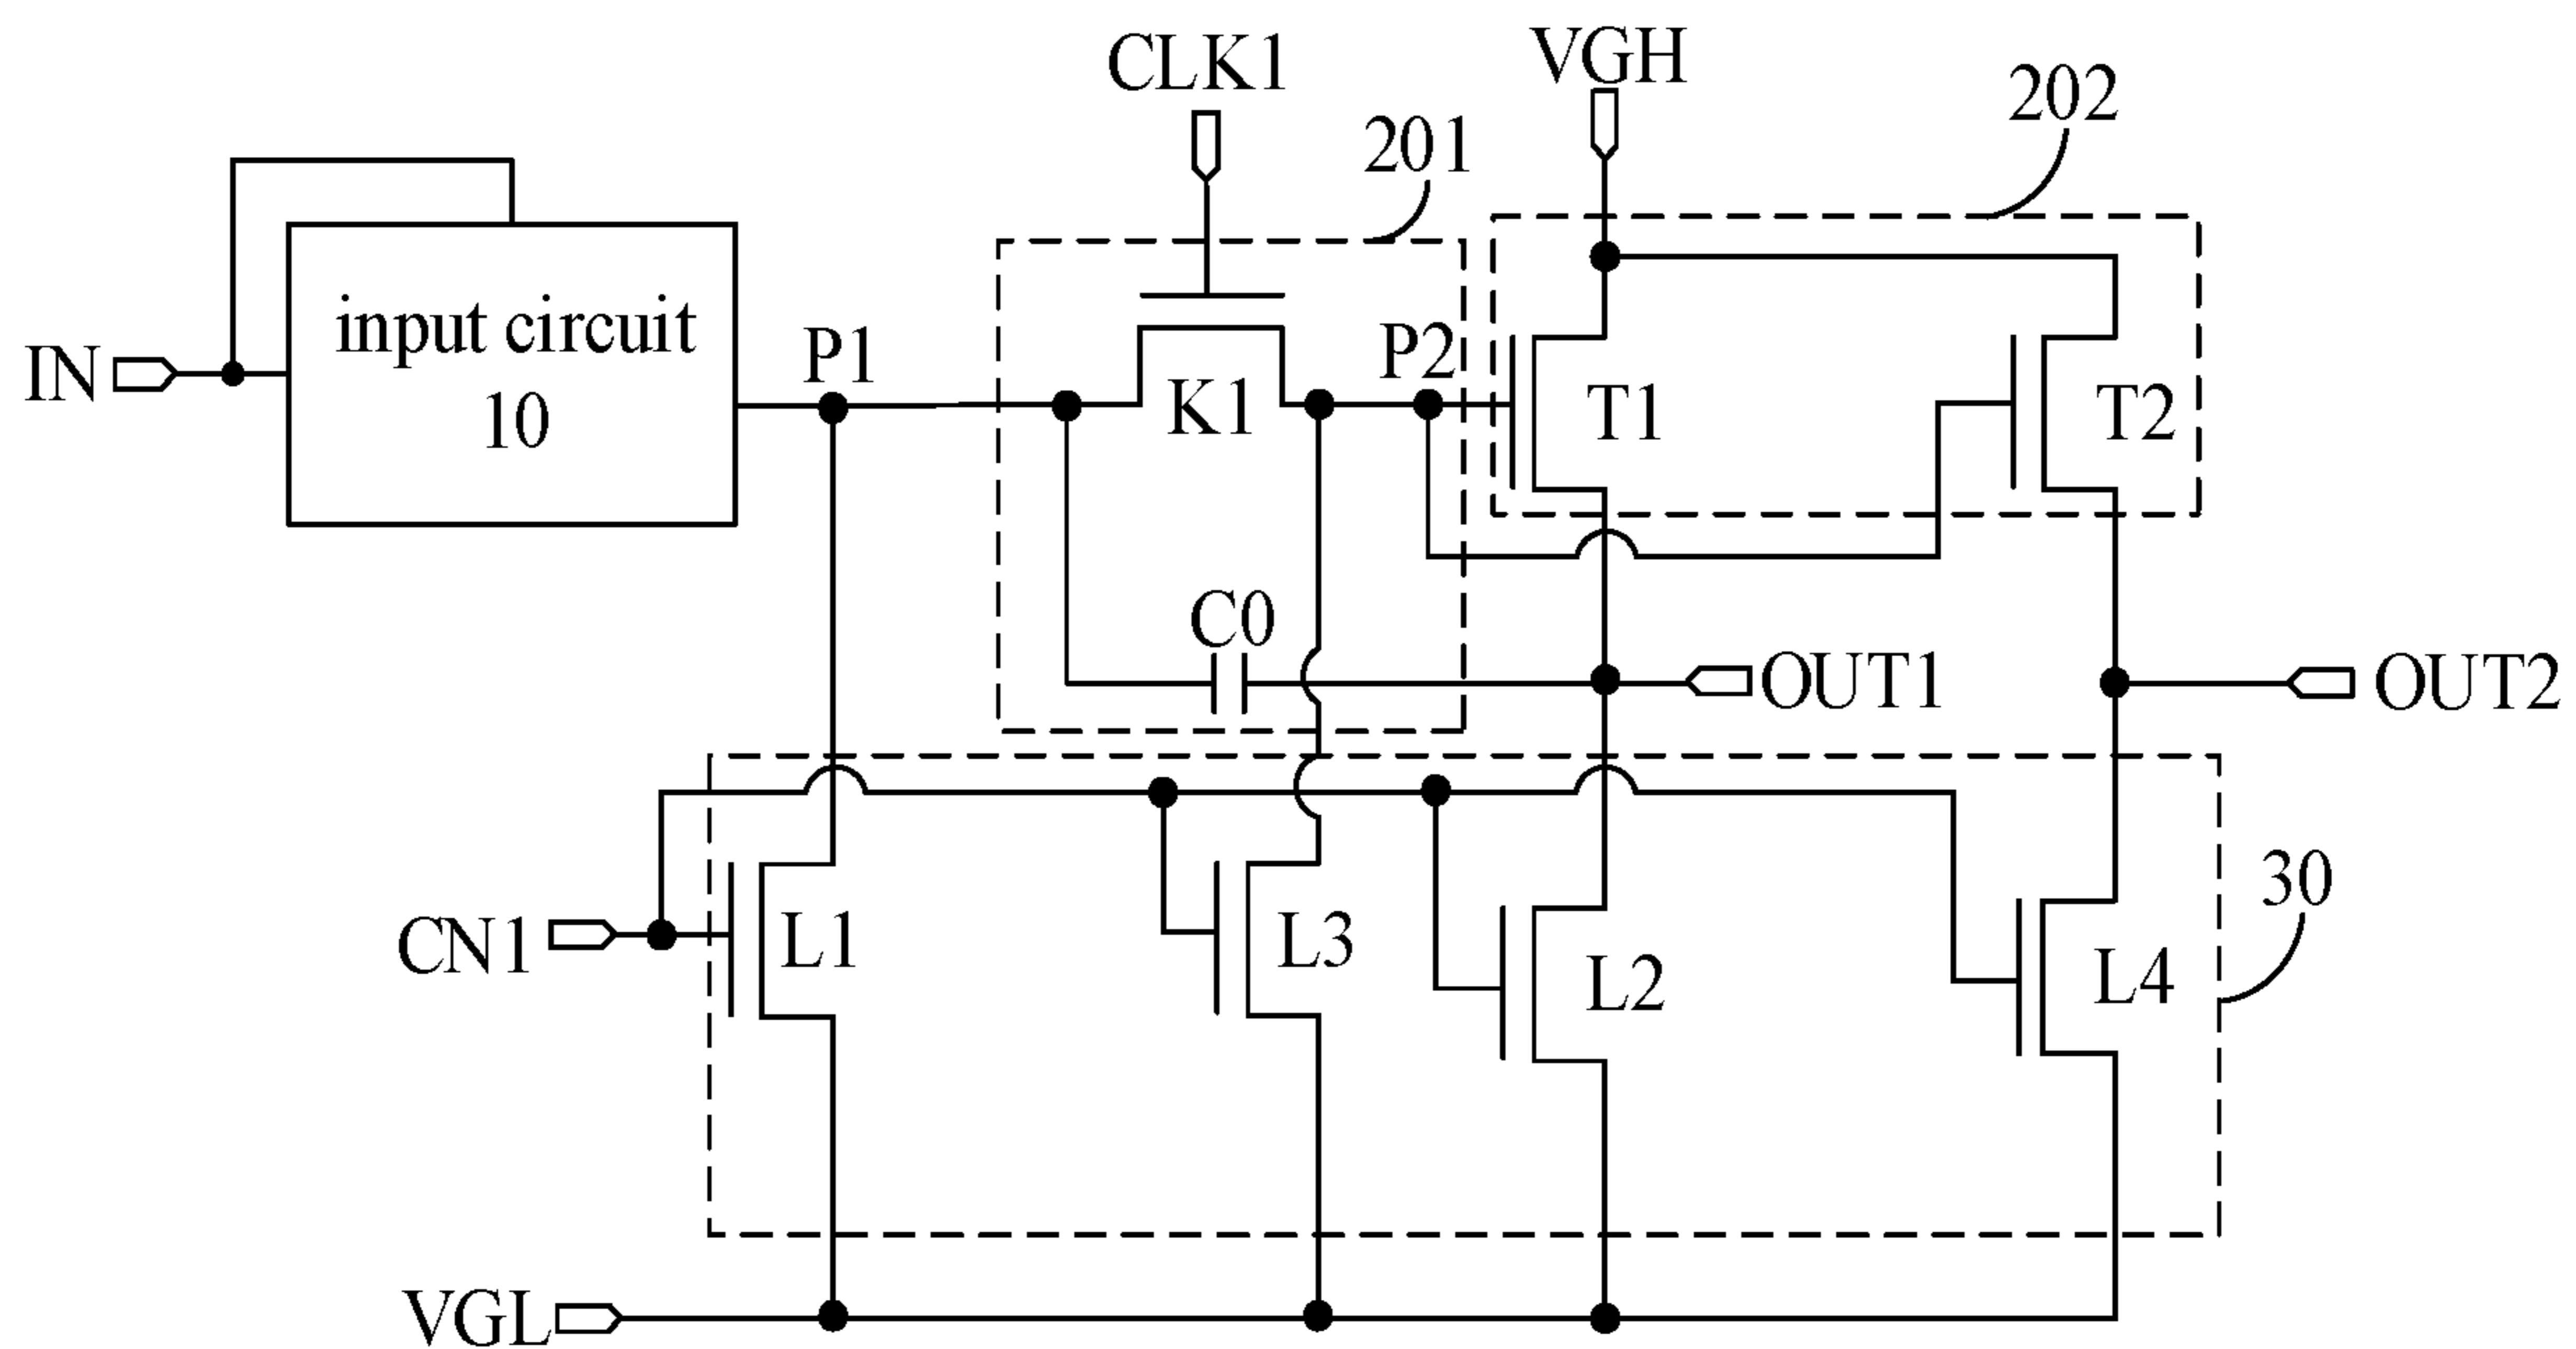 CLK1
VGH
202
201
input circuit
10
IN
P1
P2
K1
T1
T2
C0
OUT1
OUT2
30
CN1
L1
L3
L2
L4
VGL